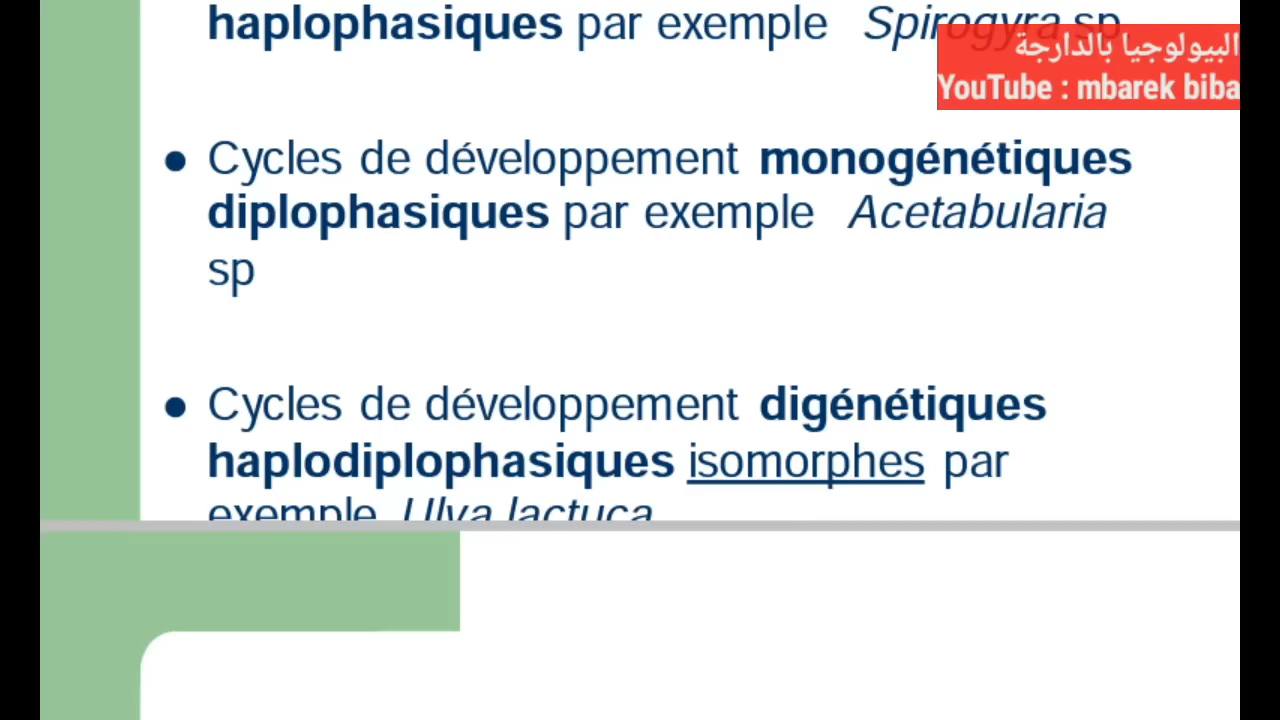 haplophasiques par exemple Spirogyra sp.
البيولوجيا بالدارجة
YouTube : mbarek biba
● Cycles de développement monogénétiques
diplophasiques par exemple Acetabularia
sp
● Cycles de développement digénétiques
haplodiplophasiques isomorphes par
exemple Ulva lactuca